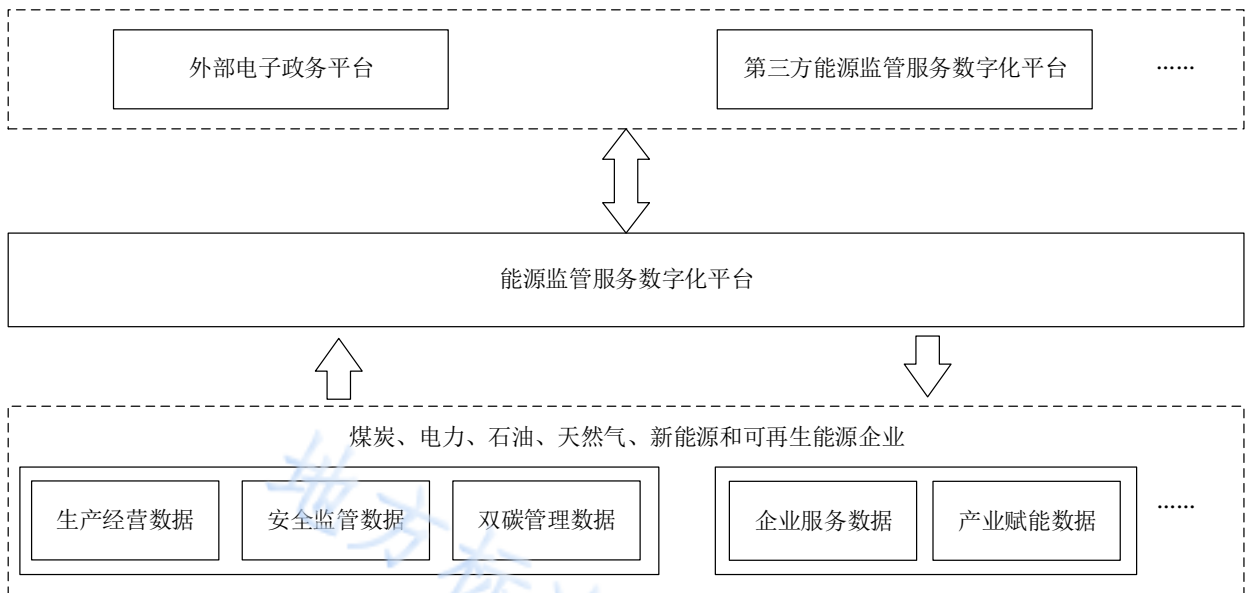 外部电子政务平台
第三方能源监管服务数字化平台
……
能源监管服务数字化平台
煤炭、电力、石油、天然气、新能源和可再生能源企业
生产经营数据
安全监管数据
双碳管理数据
企业服务数据
产业赋能数据
……
地方标